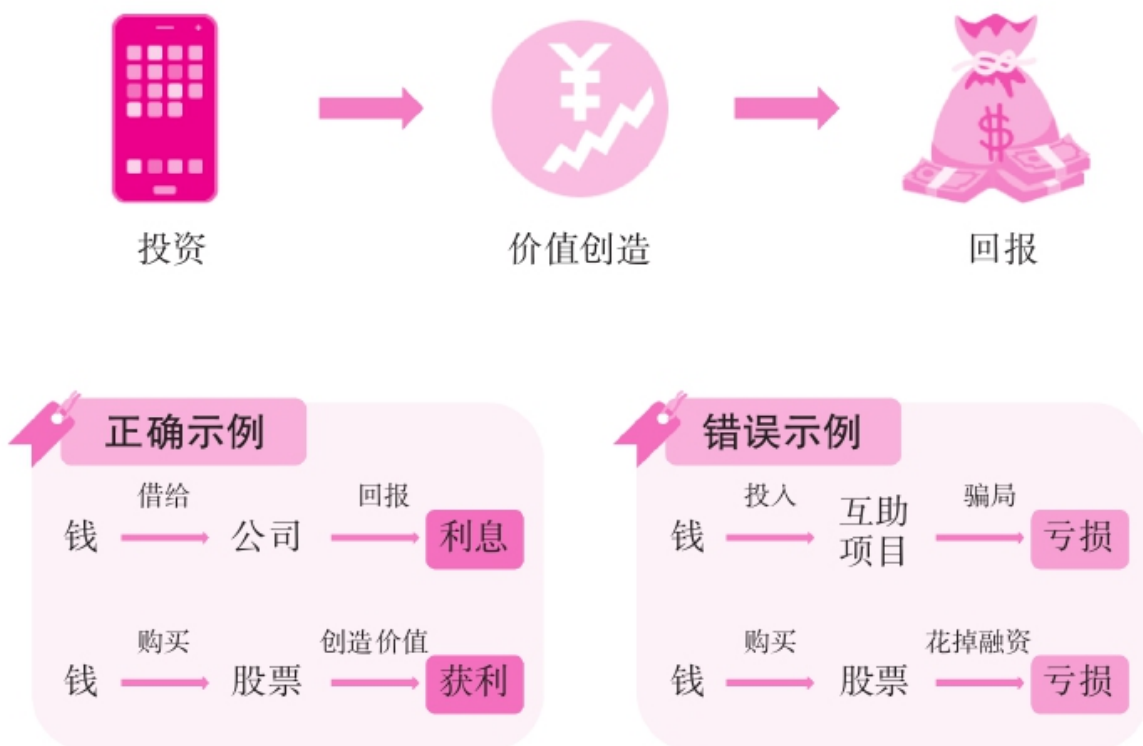 投资
价值创造
回报
正确示例
借给
回报
钱
公司
利息
购买
创造价值
钱
股票
获利
错误示例
投入
骗局
钱
互助
项目
亏损
购买
花掉融资
钱
股票
亏损